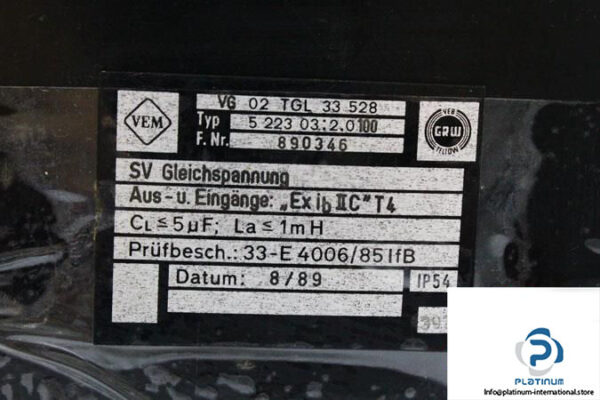 VEM
VG 02 TGL 33 528
Typ 5 223 03.2.0100
F. Nr. 890346
VEB
GRW
TELTOW
SV Gleichspannung
Aus-u. Eingänge: „Ex ib IIC“ T4
CL ≤ 5µF; La ≤ 1mH
Prüfbesch.: 33-E 4006/85 IfB
Datum: 8/89
IP54
PLATINUM
Info@platinum-international.store